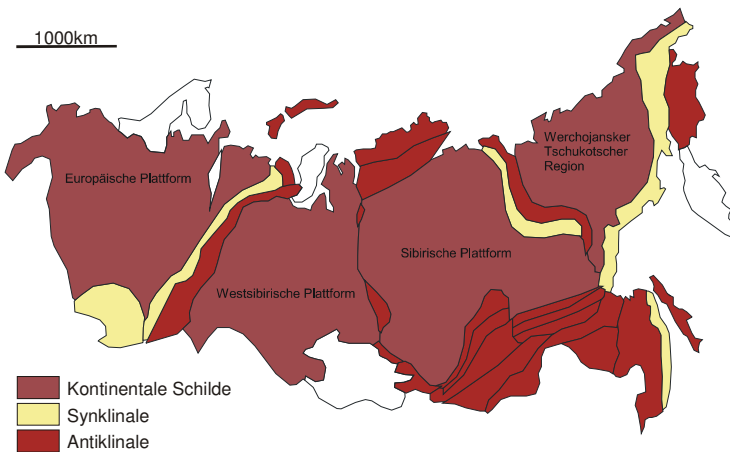 1000km
Werchojansker
Tschukotscher
Region
Europäische Plattform
Sibirische Plattform
Westsibirische Plattform
Kontinentale Schilde
Synklinale
Antiklinale